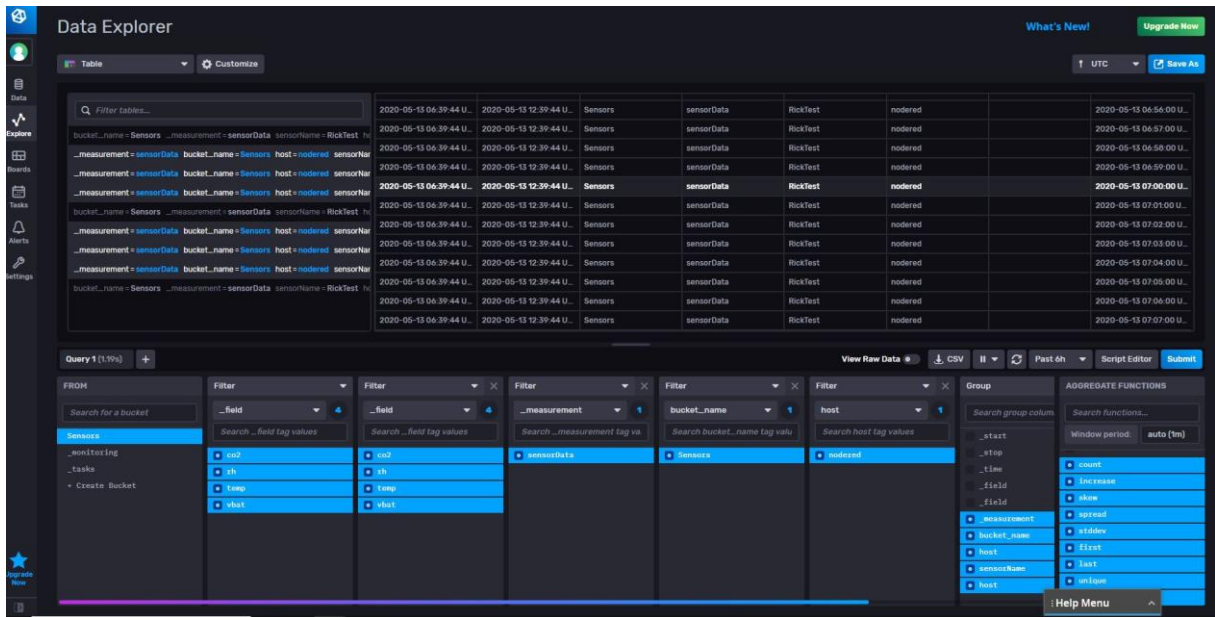 Data Explorer
What's New!
Upgrade Now
Table
Customize
UTC
Save As
Data
Explore
Boards
Tasks
Alerts
Settings
Upgrade Now
Filter tables...
bucket_name = Sensors _measurement = sensorData sensorName = RickTest ho
_measurement = sensorData bucket_name = Sensors host = nodered sensorNar
_measurement = sensorData bucket_name = Sensors host = nodered sensorNar
_measurement = sensorData bucket_name = Sensors host = nodered sensorNar
bucket_name = Sensors _measurement = sensorData sensorName = RickTest ho
_measurement = sensorData bucket_name = Sensors host = nodered sensorNar
_measurement = sensorData bucket_name = Sensors host = nodered sensorNar
_measurement = sensorData bucket_name = Sensors host = nodered sensorNar
bucket_name = Sensors _measurement = sensorData sensorName = RickTest ho
2020-05-13 06:39:44 U... 2020-05-13 12:39:44 U... Sensors sensorData RickTest nodered 2020-05-13 06:56:00 U...
2020-05-13 06:39:44 U... 2020-05-13 12:39:44 U... Sensors sensorData RickTest nodered 2020-05-13 06:57:00 U...
2020-05-13 06:39:44 U... 2020-05-13 12:39:44 U... Sensors sensorData RickTest nodered 2020-05-13 06:58:00 U...
2020-05-13 06:39:44 U... 2020-05-13 12:39:44 U... Sensors sensorData RickTest nodered 2020-05-13 06:59:00 U...
2020-05-13 06:39:44 U... 2020-05-13 12:39:44 U... Sensors sensorData RickTest nodered 2020-05-13 07:00:00 U...
2020-05-13 06:39:44 U... 2020-05-13 12:39:44 U... Sensors sensorData RickTest nodered 2020-05-13 07:01:00 U...
2020-05-13 06:39:44 U... 2020-05-13 12:39:44 U... Sensors sensorData RickTest nodered 2020-05-13 07:02:00 U...
2020-05-13 06:39:44 U... 2020-05-13 12:39:44 U... Sensors sensorData RickTest nodered 2020-05-13 07:03:00 U...
2020-05-13 06:39:44 U... 2020-05-13 12:39:44 U... Sensors sensorData RickTest nodered 2020-05-13 07:04:00 U...
2020-05-13 06:39:44 U... 2020-05-13 12:39:44 U... Sensors sensorData RickTest nodered 2020-05-13 07:05:00 U...
2020-05-13 06:39:44 U... 2020-05-13 12:39:44 U... Sensors sensorData RickTest nodered 2020-05-13 07:06:00 U...
2020-05-13 06:39:44 U... 2020-05-13 12:39:44 U... Sensors sensorData RickTest nodered 2020-05-13 07:07:00 U...
Query 1 (1.19s) +
View Raw Data
CSV
Past 6h
Script Editor
Submit
FROM
Search for a bucket
Sensors
_monitoring
_tasks
+ Create Bucket
Filter
_field 4
Search _field tag values
co2
rh
temp
vbat
Filter
_field 4
Search _field tag values
co2
rh
temp
vbat
Filter
_measurement 1
Search _measurement tag va
sensorData
Filter
bucket_name 1
Search bucket_name tag valu
Sensors
Filter
host 1
Search host tag values
nodered
Group
Search group colum
_start
_stop
_time
_field
_field
_measurement
bucket_name
host
sensorName
host
AGGREGATE FUNCTIONS
Search functions...
Window period: auto (1m)
count
increase
skew
spread
stddev
first
last
unique
Help Menu